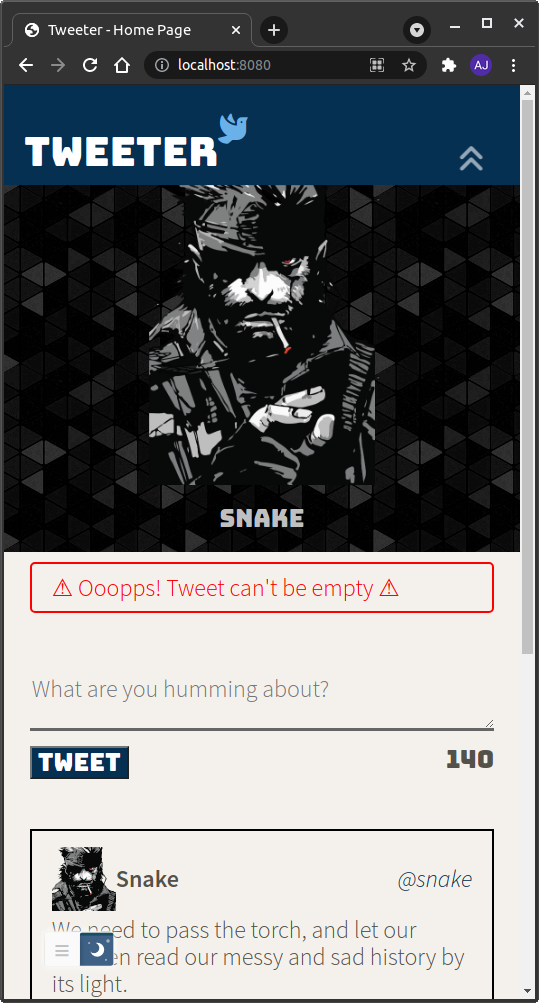 Tweeter - Home Page
localhost:8080
AJ
TWEETER
SNAKE
⚠ Ooopps! Tweet can't be empty ⚠
What are you humming about?
TWEET
140
Snake
@snake
We need to pass the torch, and let our
en read our messy and sad history by
its light.